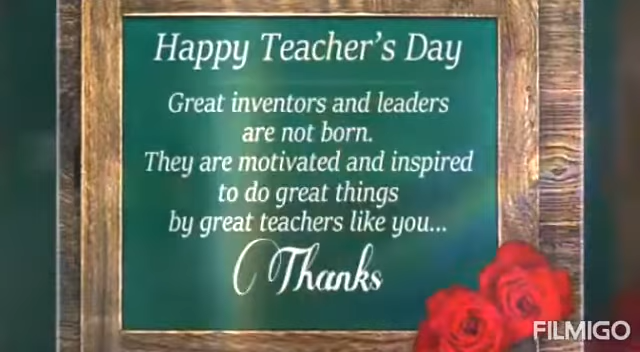 Happy Teacher's Day
Great inventors and leaders
are not born.
They are motivated and inspired
to do great things
by great teachers like you...
Thanks
FILMIGO